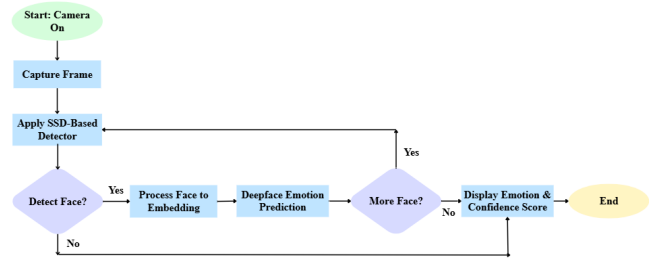 Start: Camera
On
Capture Frame
Apply SSD-Based
Detector
Yes
Detect Face?
Yes
Process Face to
Embedding
Deepface Emotion
Prediction
More Face?
No
Display Emotion &
Confidence Score
End
No